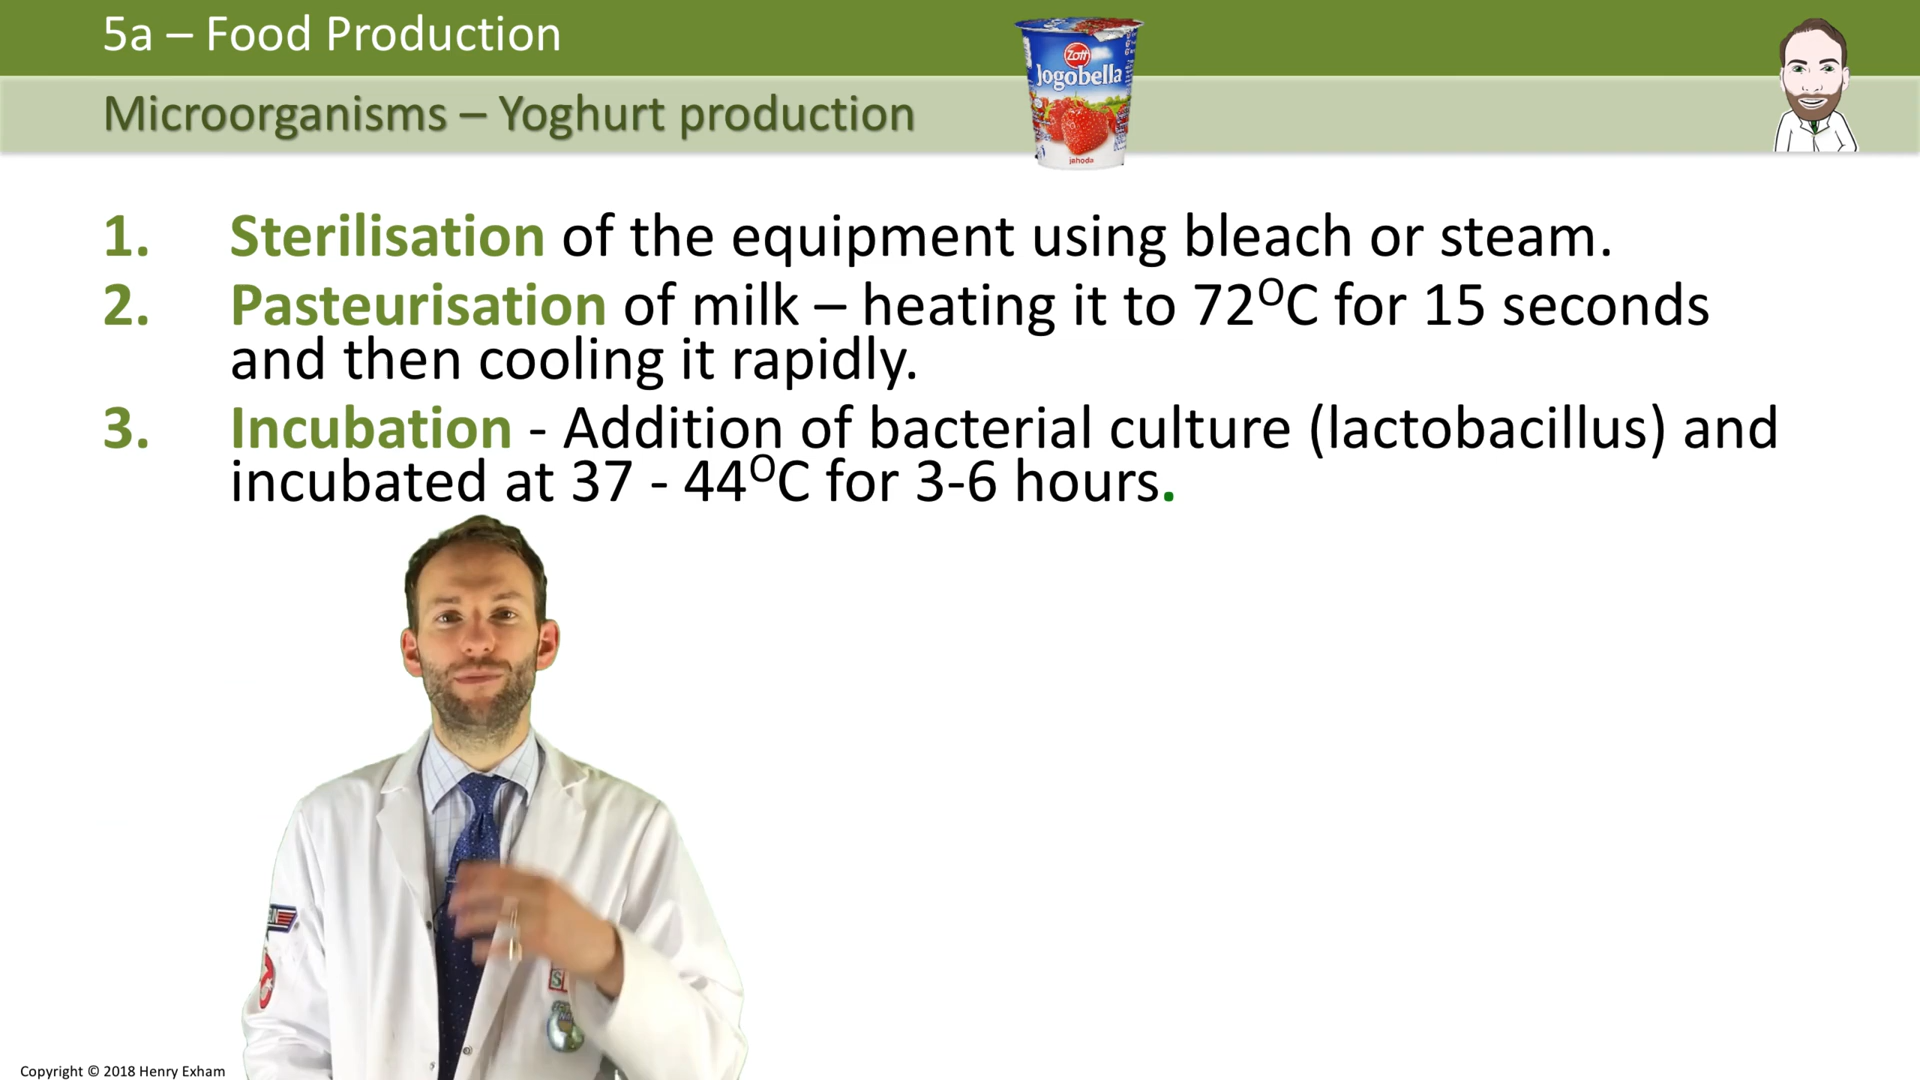 5a – Food Production
Microorganisms – Yoghurt production
Zott
Jogobella
jahoda
1. Sterilisation of the equipment using bleach or steam.
2. Pasteurisation of milk – heating it to 72ᴼC for 15 seconds
and then cooling it rapidly.
3. Incubation - Addition of bacterial culture (lactobacillus) and
incubated at 37 - 44ᴼC for 3-6 hours.
Copyright © 2018 Henry Exham